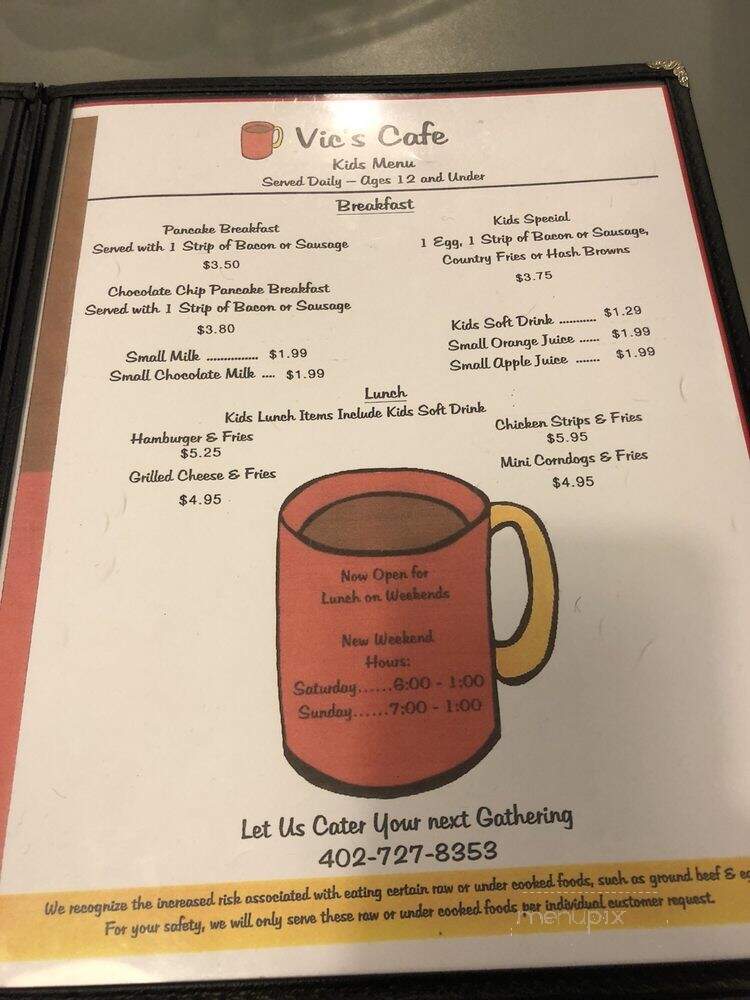 Vic's Cafe
Kids Menu
Served Daily – Ages 12 and Under
Breakfast
Pancake Breakfast
Served with 1 Strip of Bacon or Sausage
$3.50
Chocolate Chip Pancake Breakfast
Served with 1 Strip of Bacon or Sausage
$3.80
Small Milk ............... $1.99
Small Chocolate Milk .... $1.99
Kids Special
1 Egg, 1 Strip of Bacon or Sausage,
Country Fries or Hash Browns
$3.75
Kids Soft Drink ........... $1.29
Small Orange Juice ...... $1.99
Small Apple Juice ....... $1.99
Lunch
Kids Lunch Items Include Kids Soft Drink
Hamburger & Fries
$5.25
Grilled Cheese & Fries
$4.95
Chicken Strips & Fries
$5.95
Mini Corndogs & Fries
$4.95
Now Open for
Lunch on Weekends
New Weekend
Hours:
Saturday......6:00 - 1:00
Sunday......7:00 - 1:00
Let Us Cater Your next Gathering
402-727-8353
We recognize the increased risk associated with eating certain raw or under cooked foods, such as ground beef & eg
For your safety, we will only serve these raw or under cooked foods per individual customer request.
menupix